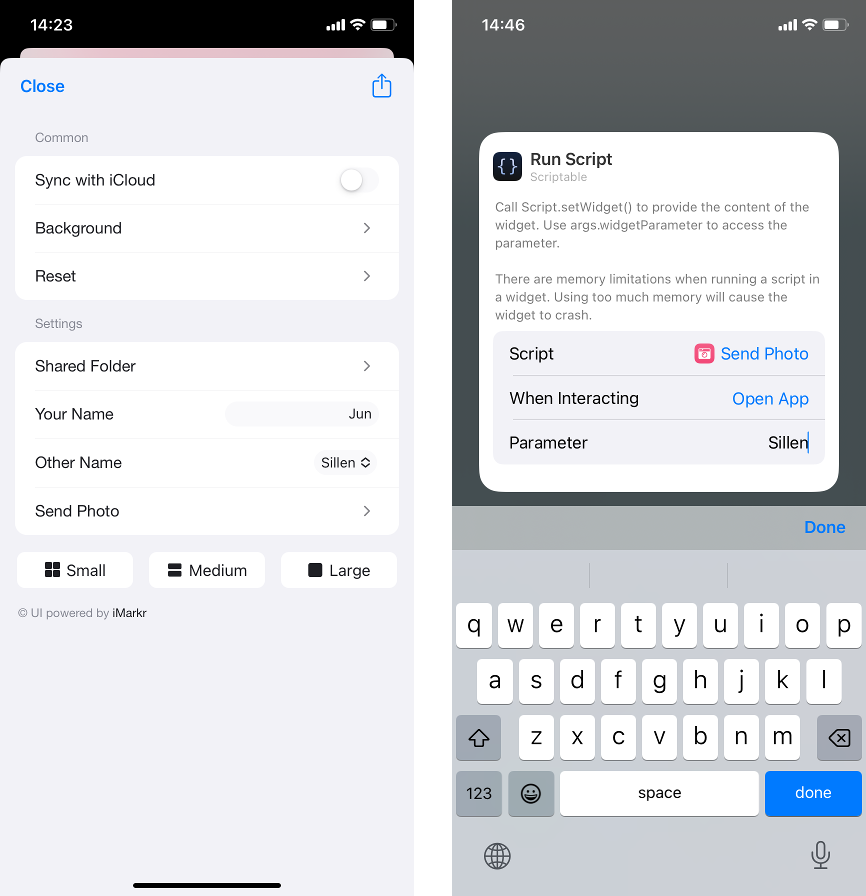 14:23
Close
Common
Sync with iCloud
Background
Reset
Settings
Shared Folder
Your Name Jun
Other Name Sillen
Send Photo
Small Medium Large
© UI powered by iMarkr
14:46
Run Script
Scriptable
Call Script.setWidget() to provide the content of the
widget. Use args.widgetParameter to access the
parameter.
There are memory limitations when running a script in
a widget. Using too much memory will cause the
widget to crash.
Script Send Photo
When Interacting Open App
Parameter Sillen
Done
q w e r t y u i o p
a s d f g h j k l
z x c v b n m
123 space done